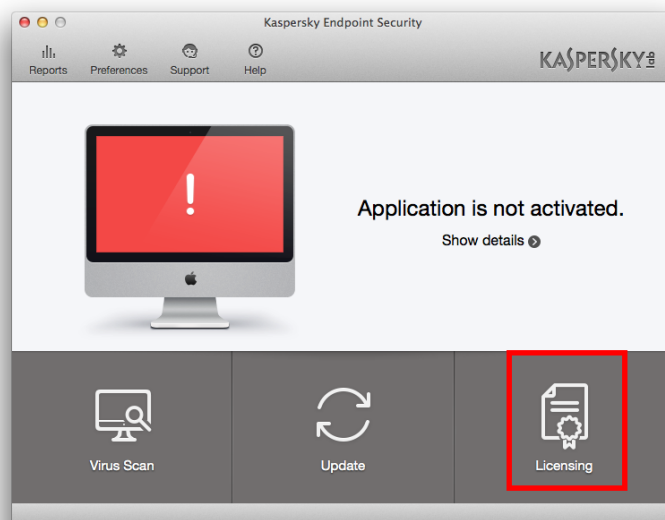 Kaspersky Endpoint Security
Reports Preferences Support Help
KASPERSKY lab
Application is not activated.
Show details
Virus Scan Update Licensing